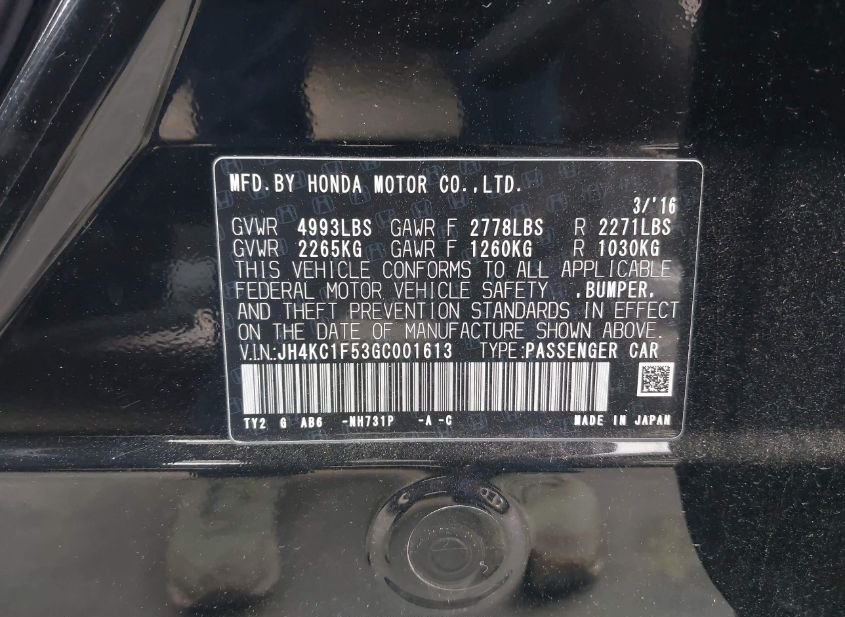 MFD.BY HONDA MOTOR CO.,LTD.
3/'16
GVWR 4993LBS GAWR F 2778LBS R 2271LBS
GVWR 2265KG GAWR F 1260KG R 1030KG
THIS VEHICLE CONFORMS TO ALL APPLICABLE
FEDERAL MOTOR VEHICLE SAFETY ,BUMPER,
AND THEFT PREVENTION STANDARDS IN EFFECT
ON THE DATE OF MANUFACTURE SHOWN ABOVE.
V.I.N:JH4KC1F53GC001613 TYPE:PASSENGER CAR
TY2 G AB6 -NH731P -A -C MADE IN JAPAN